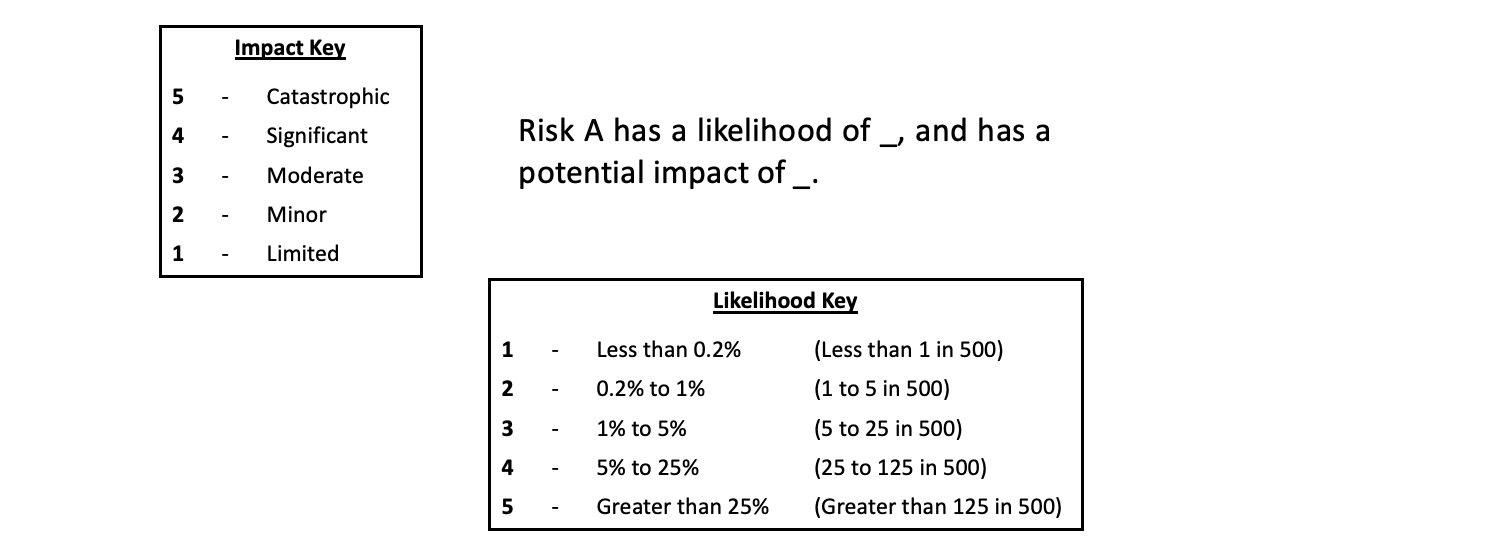 Impact Key
5 - Catastrophic
4 - Significant
3 - Moderate
2 - Minor
1 - Limited
Risk A has a likelihood of _, and has a
potential impact of _.
Likelihood Key
1 - Less than 0.2% (Less than 1 in 500)
2 - 0.2% to 1% (1 to 5 in 500)
3 - 1% to 5% (5 to 25 in 500)
4 - 5% to 25% (25 to 125 in 500)
5 - Greater than 25% (Greater than 125 in 500)